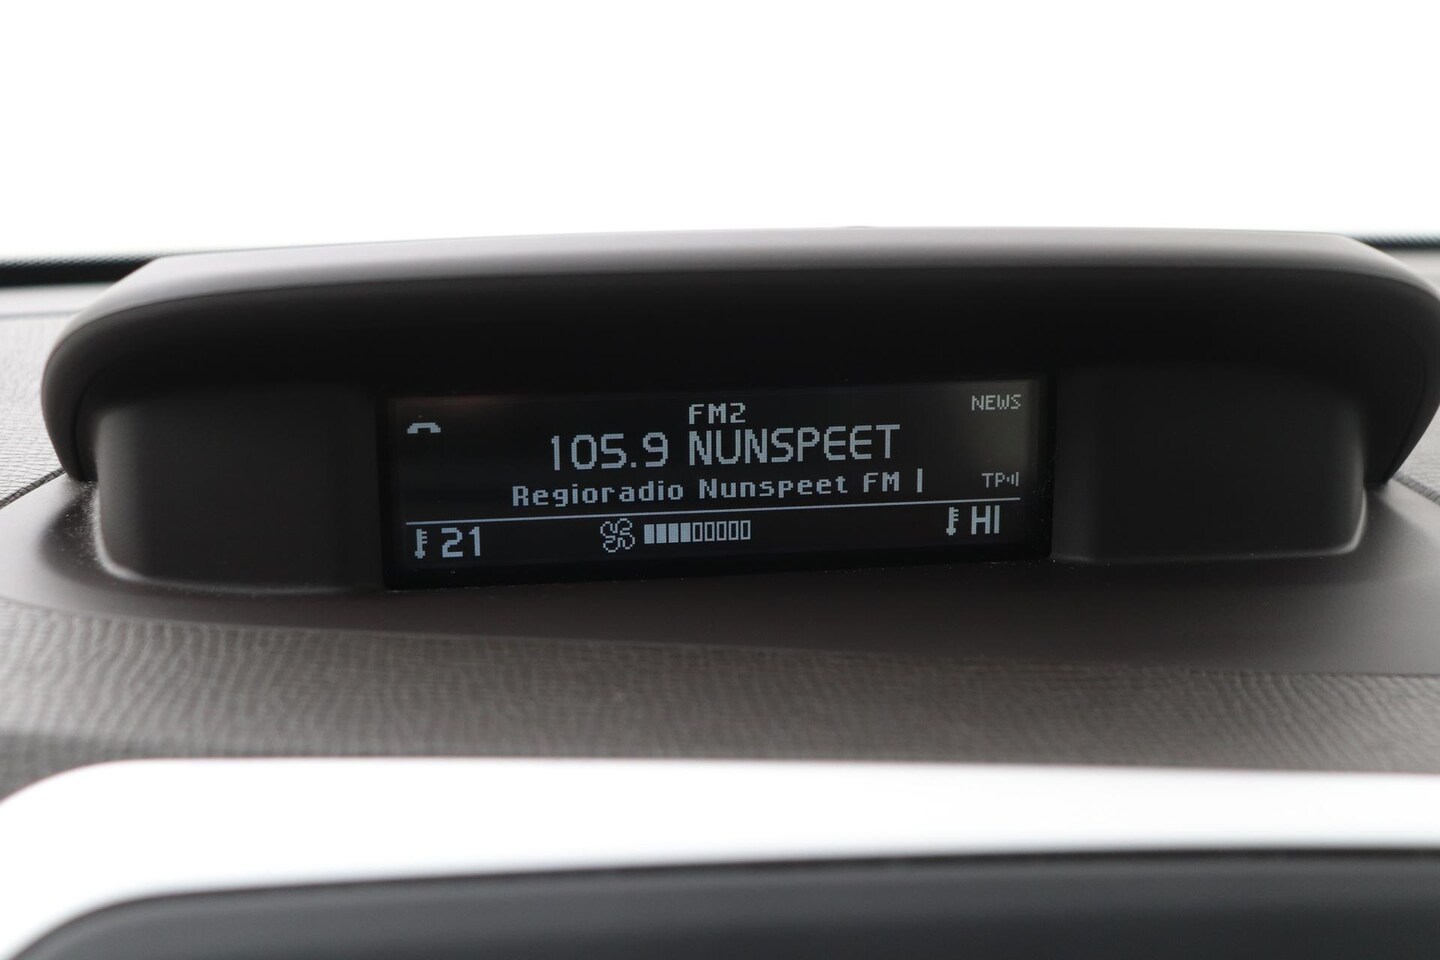 FM2
NEWS
105.9 NUNSPEET
Regioradio Nunspeet FM |
TP
21
HI